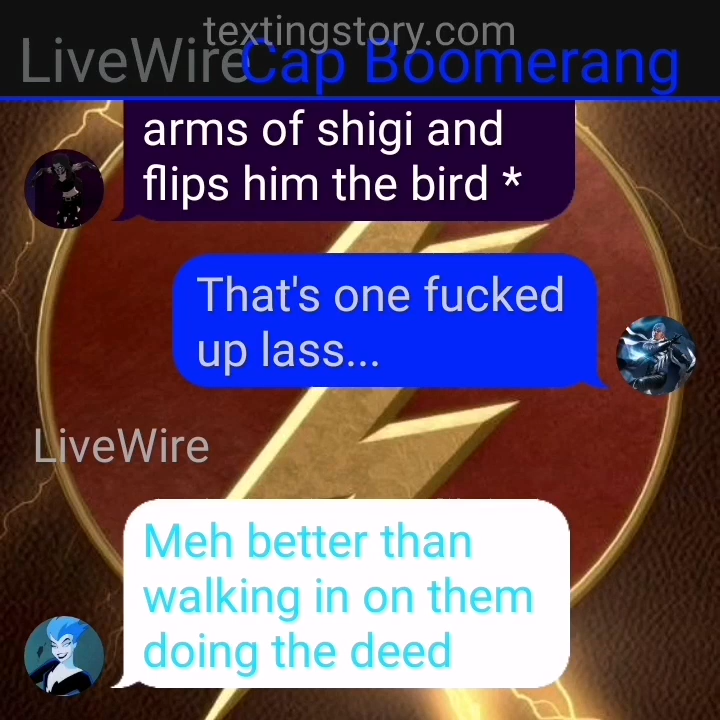 textingstory.com
LiveWire
Cap Boomerang
arms of shigi and
flips him the bird *
That's one fucked
up lass...
LiveWire
Meh better than
walking in on them
doing the deed